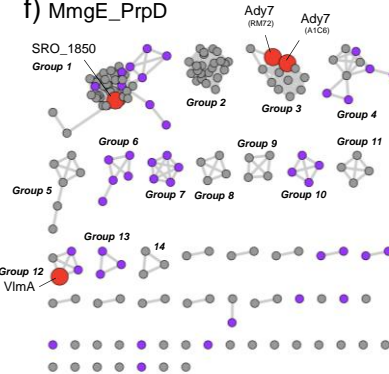 f) MmgE_PrpD
Ady7
(RM72)
Ady7
(A1C6)
SRO_1850
Group 1
Group 2
Group 3
Group 4
Group 5
Group 6
Group 7
Group 8
Group 9
Group 10
Group 11
Group 12
VlmA
Group 13
14